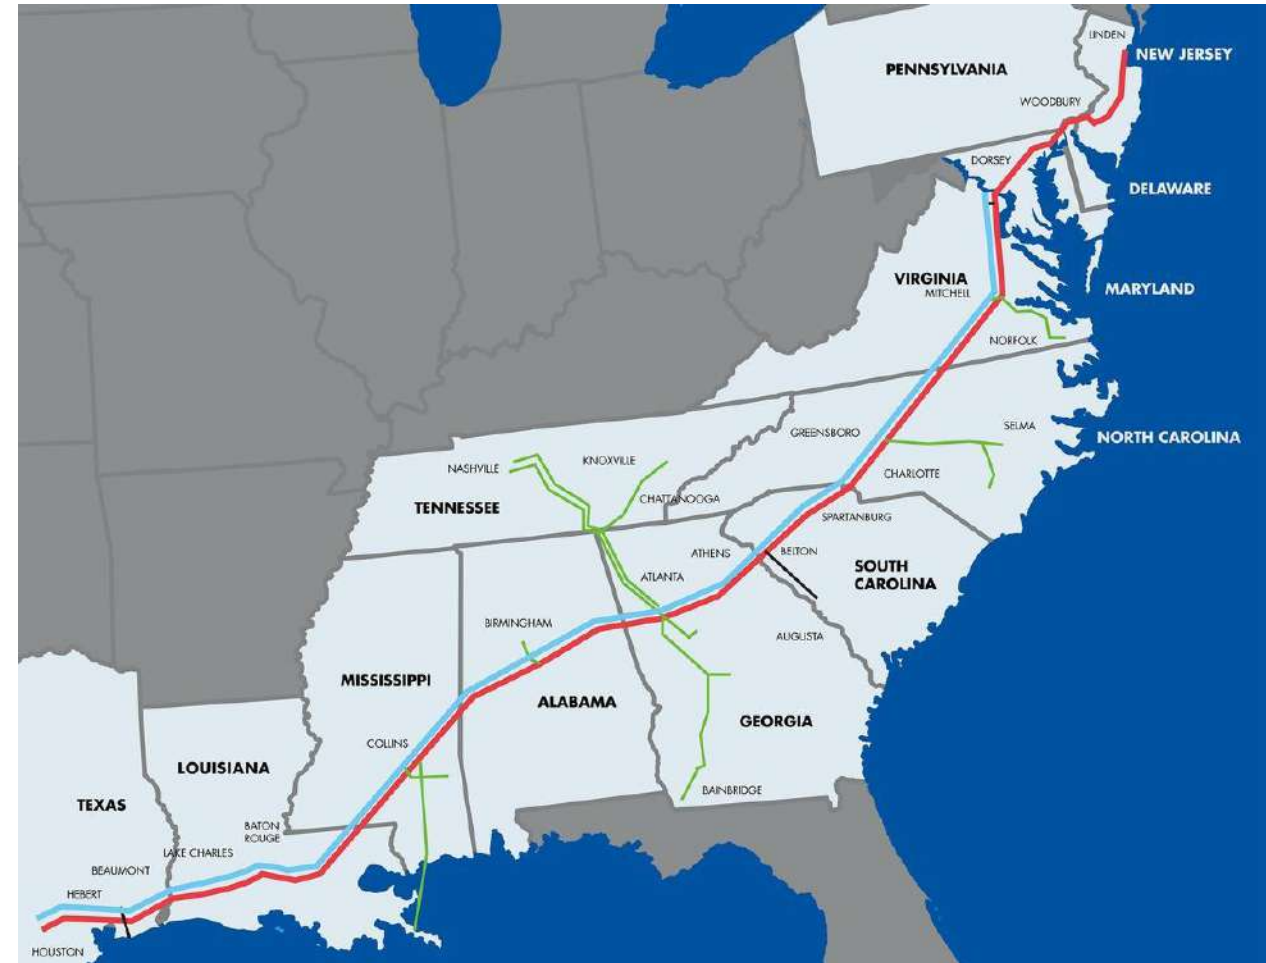 LINDEN
NEW JERSEY
PENNSYLVANIA
WOODBURY
DORSEY
DELAWARE
VIRGINIA
MITCHELL
MARYLAND
NORFOLK
GREENSBORO
SELMA
NORTH CAROLINA
NASHVILLE
KNOXVILLE
CHATTANOOGA
CHARLOTTE
TENNESSEE
SPARTANBURG
ATHENS
BELTON
ATLANTA
SOUTH
CAROLINA
BIRMINGHAM
AUGUSTA
MISSISSIPPI
ALABAMA
GEORGIA
COLLINS
LOUISIANA
BAINBRIDGE
TEXAS
BATON
ROUGE
LAKE CHARLES
BEAUMONT
HEBERT
HOUSTON